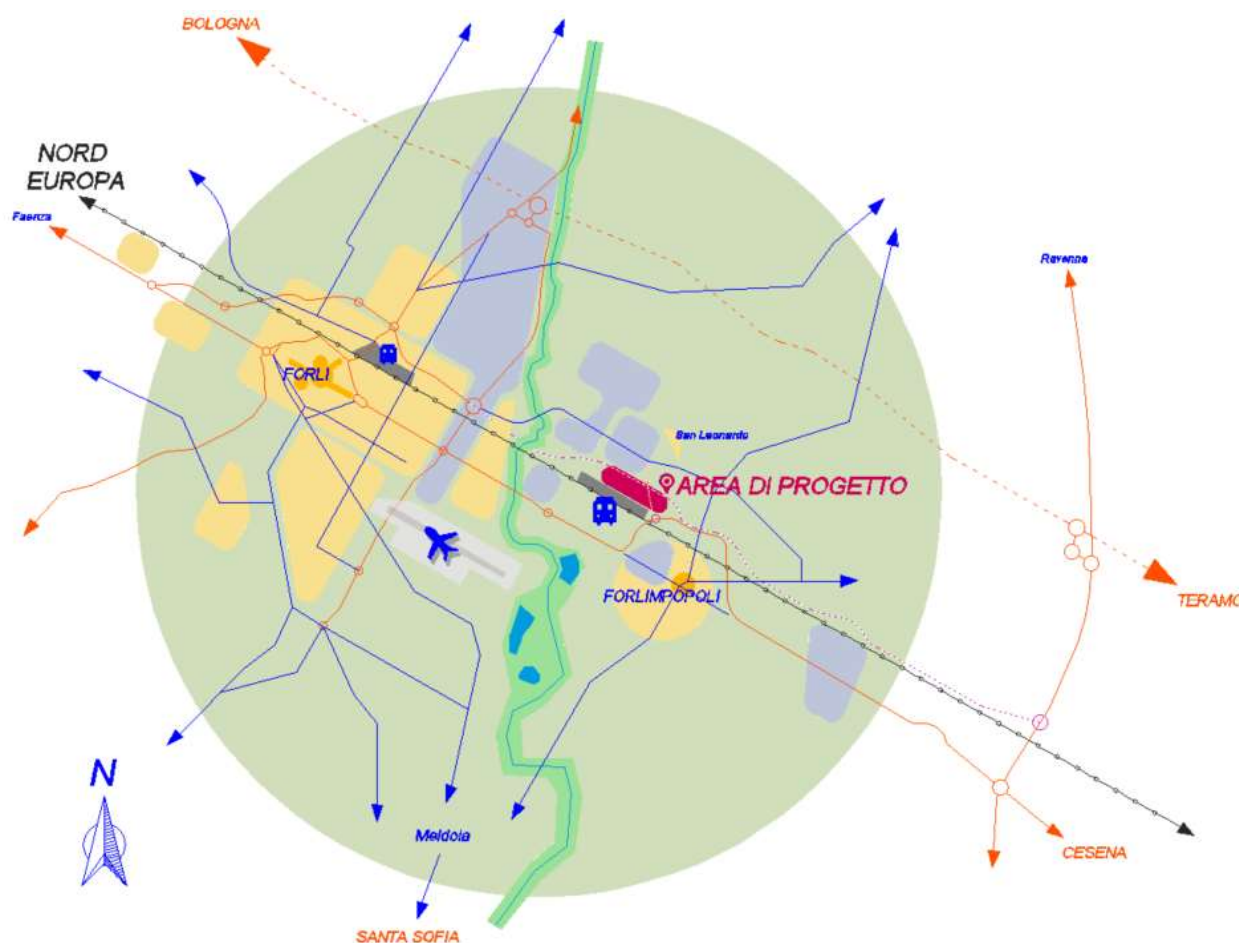 BOLOGNA
NORD
EUROPA
Faenza
Ravenna
FORLI
San Leonardo
AREA DI PROGETTO
FORLIMPOPOLI
TERAMO
N
Meldola
CESENA
SANTA SOFIA